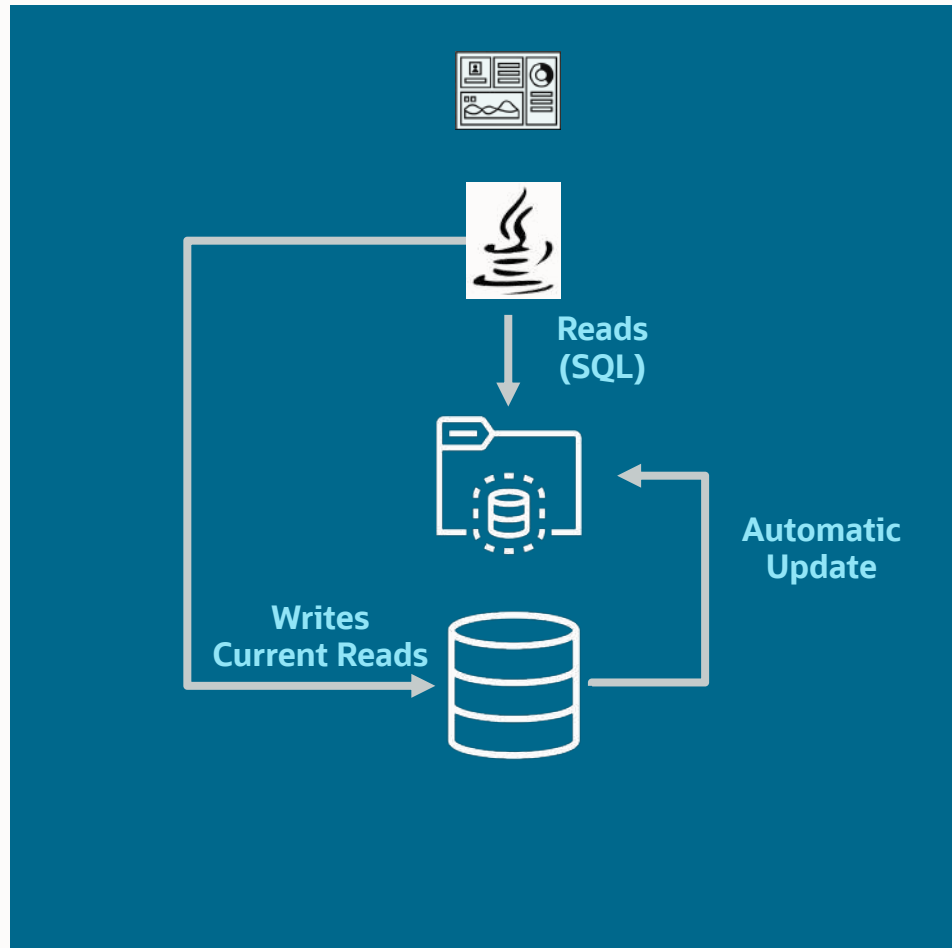 Reads
(SQL)
Automatic
Update
Writes
Current Reads